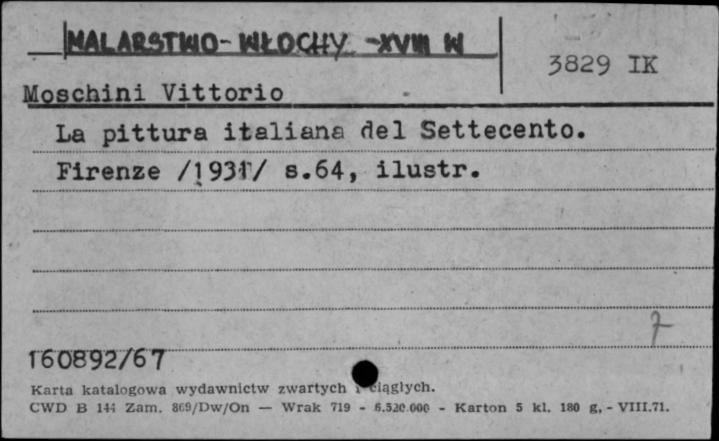 MALARSTWO - WŁOCHY - XVIII W
3829 IK
Moschini Vittorio
La pittura italiana del Settecento.
Firenze /1931/ s.64, ilustr.
7
160892/67
Karta katalogowa wydawnictw zwartych i ciągłych.
CWD B 144 Zam. 869/Dw/On — Wrak 719 - 6.520.000 - Karton 5 kl. 180 g. - VIII.71.